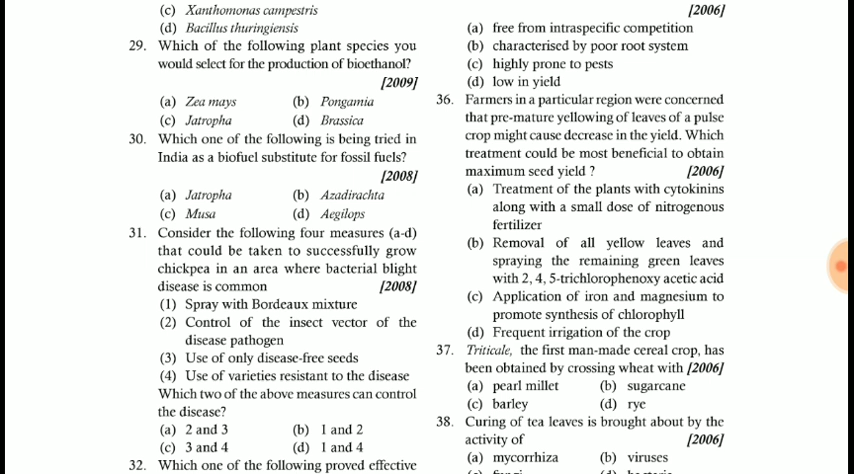 (c) Xanthomonas campestris
(d) Bacillus thuringiensis
29. Which of the following plant species you
would select for the production of bioethanol?
[2009]
(a) Zea mays (b) Pongamia
(c) Jatropha (d) Brassica
30. Which one of the following is being tried in
India as a biofuel substitute for fossil fuels?
[2008]
(a) Jatropha (b) Azadirachta
(c) Musa (d) Aegilops
31. Consider the following four measures (a-d)
that could be taken to successfully grow
chickpea in an area where bacterial blight
disease is common [2008]
(1) Spray with Bordeaux mixture
(2) Control of the insect vector of the
disease pathogen
(3) Use of only disease-free seeds
(4) Use of varieties resistant to the disease
Which two of the above measures can control
the disease?
(a) 2 and 3 (b) 1 and 2
(c) 3 and 4 (d) 1 and 4
32. Which one of the following proved effective
[2006]
(a) free from intraspecific competition
(b) characterised by poor root system
(c) highly prone to pests
(d) low in yield
36. Farmers in a particular region were concerned
that pre-mature yellowing of leaves of a pulse
crop might cause decrease in the yield. Which
treatment could be most beneficial to obtain
maximum seed yield ? [2006]
(a) Treatment of the plants with cytokinins
along with a small dose of nitrogenous
fertilizer
(b) Removal of all yellow leaves and
spraying the remaining green leaves
with 2, 4, 5-trichlorophenoxy acetic acid
(c) Application of iron and magnesium to
promote synthesis of chlorophyll
(d) Frequent irrigation of the crop
37. Triticale, the first man-made cereal crop, has
been obtained by crossing wheat with [2006]
(a) pearl millet (b) sugarcane
(c) barley (d) rye
38. Curing of tea leaves is brought about by the
activity of [2006]
(a) mycorrhiza (b) viruses